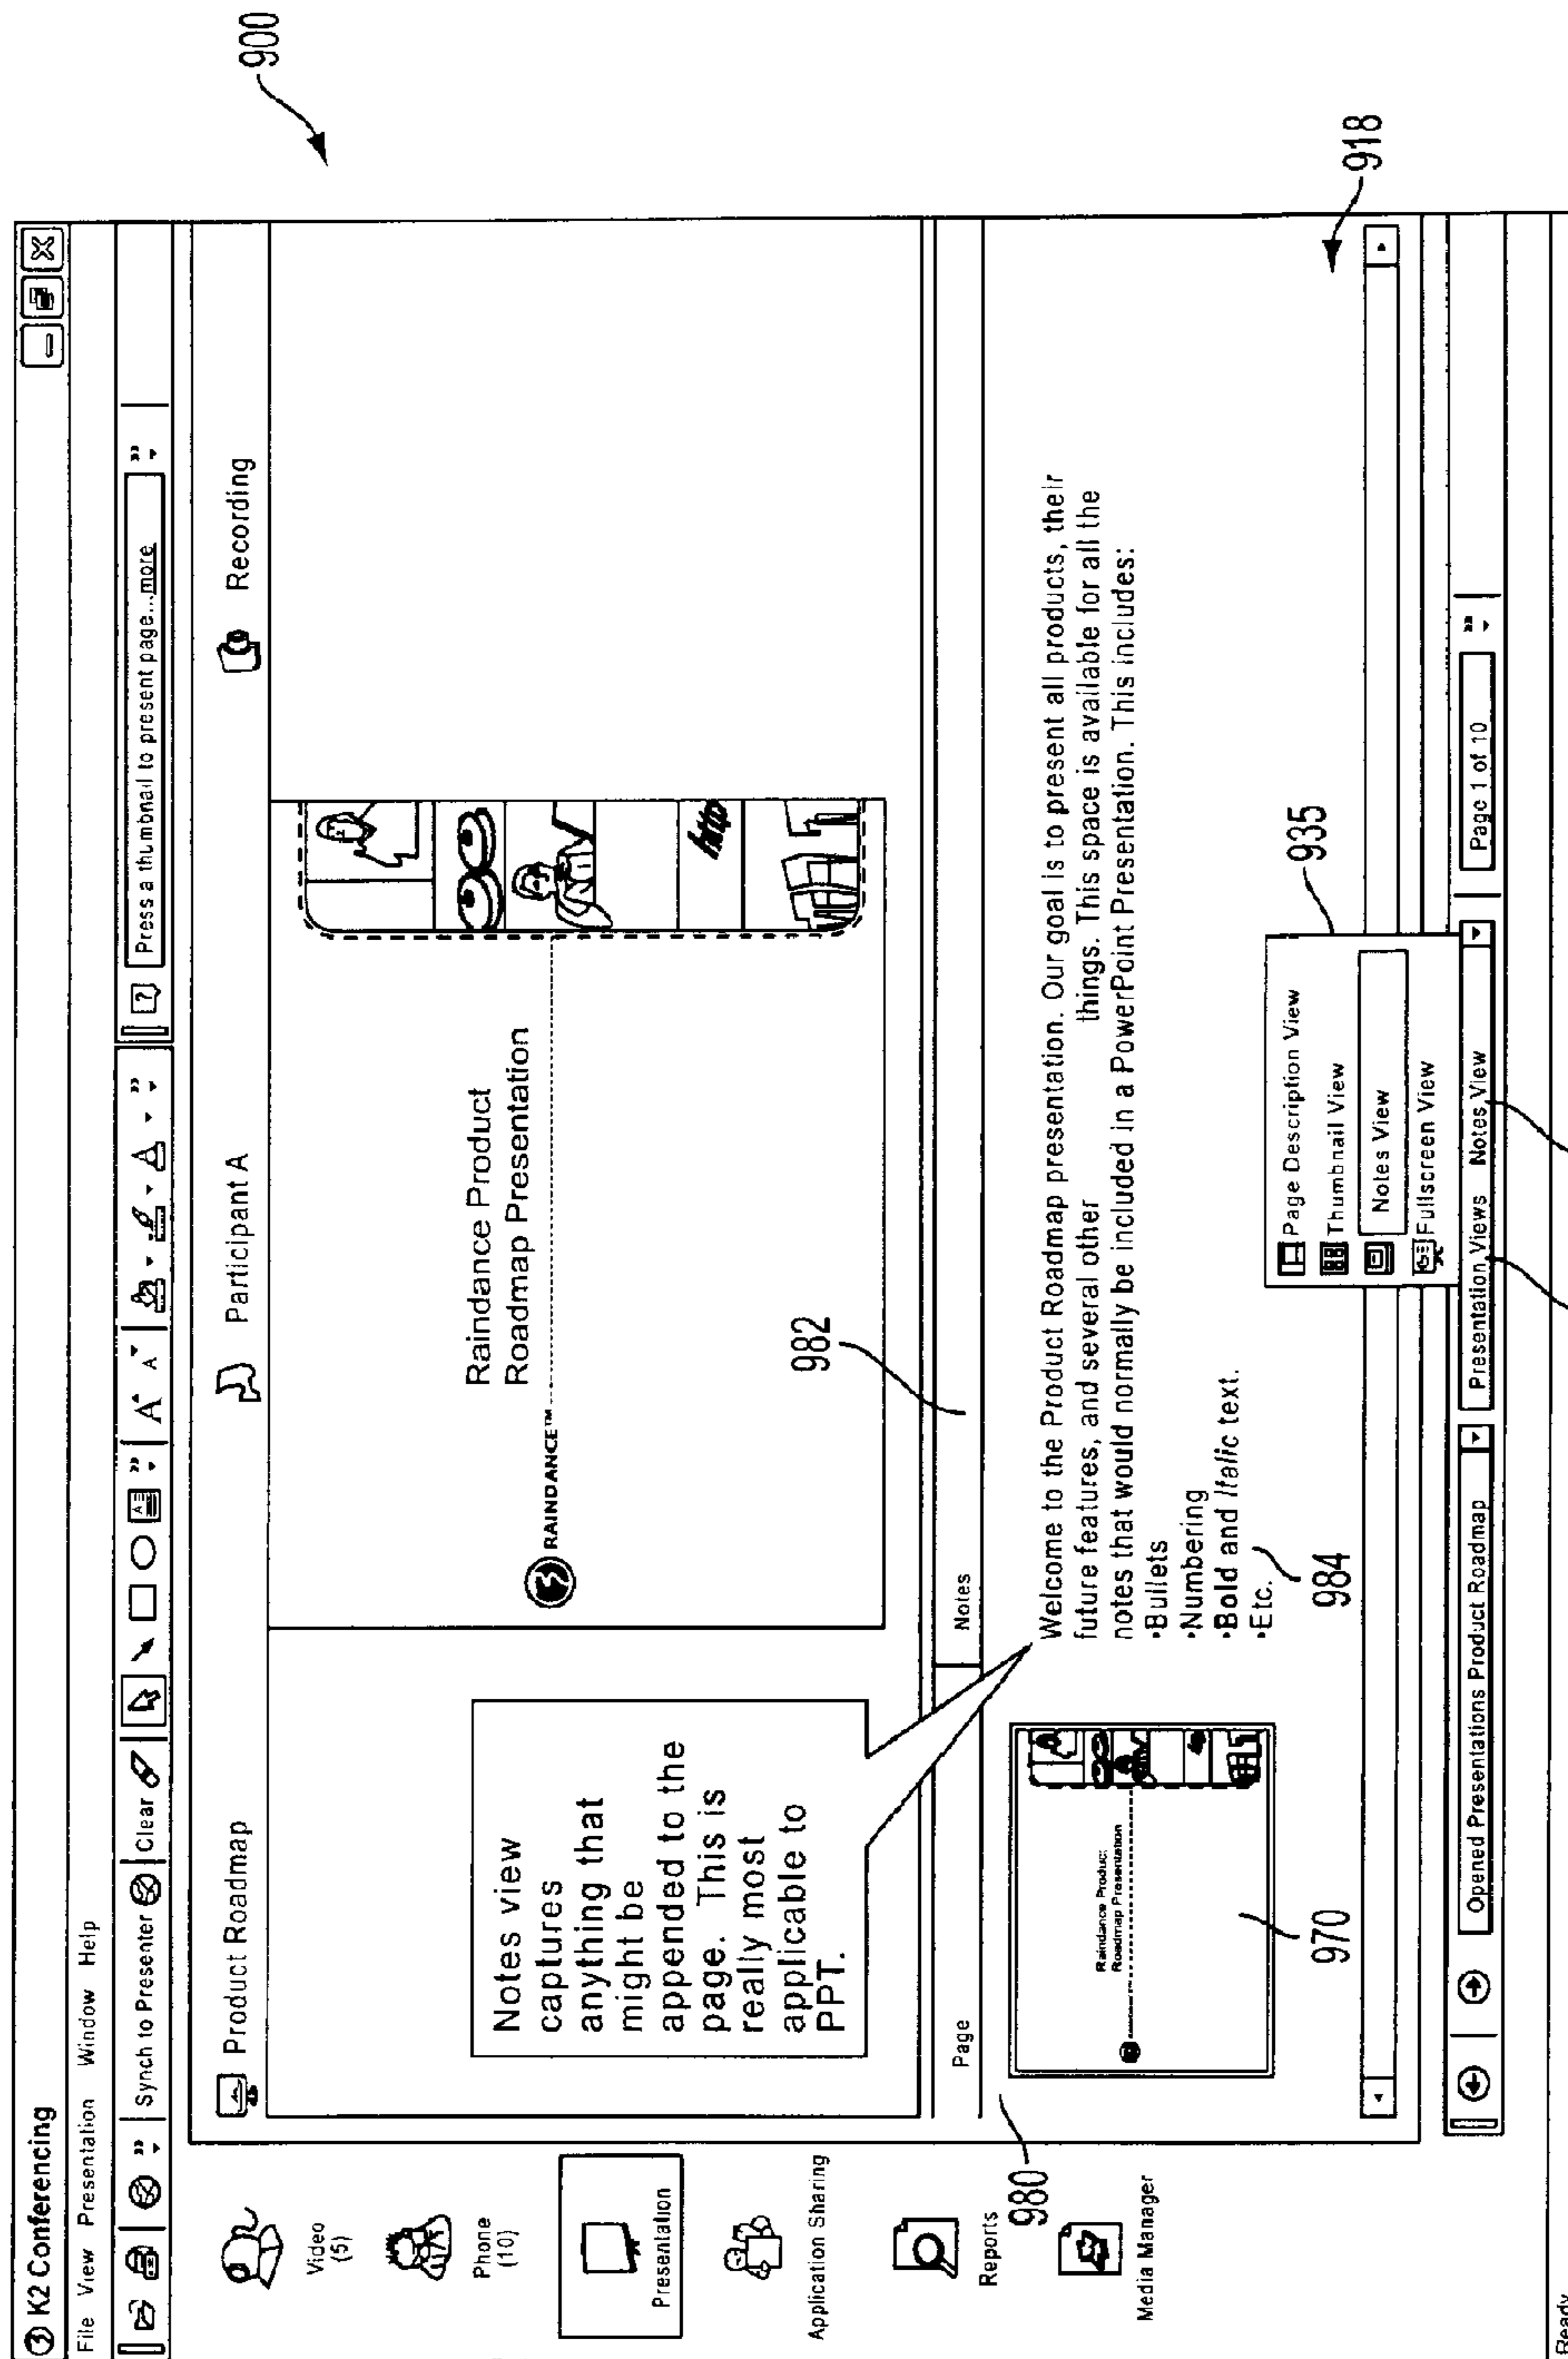 K2 Conferencing
File View Presentation Window Help
Synch to Presenter Clear
Press a thumbnail to present page...more
900
Video
(5)
Phone
(10)
Presentation
Application Sharing
Reports
Media Manager
Product Roadmap
Participant A
Recording
Notes view
captures
anything that
might be
appended to the
page. This is
really most
applicable to
PPT.
RAINDANCE™
Raindance Product
Roadmap Presentation
http
982
Page
Notes
980
Raindance Product
Roadmap Presentation
970
Welcome to the Product Roadmap presentation. Our goal is to present all products, their
future features, and several other things. This space is available for all the
notes that would normally be included in a PowerPoint Presentation. This includes:
•Bullets
•Numbering
•Bold and Italic text.
•Etc.
984
918
935
Page Description View
Thumbnail View
Notes View
Fullscreen View
Opened Presentations Product Roadmap
Presentation Views Notes View
Page 1 of 10
Ready